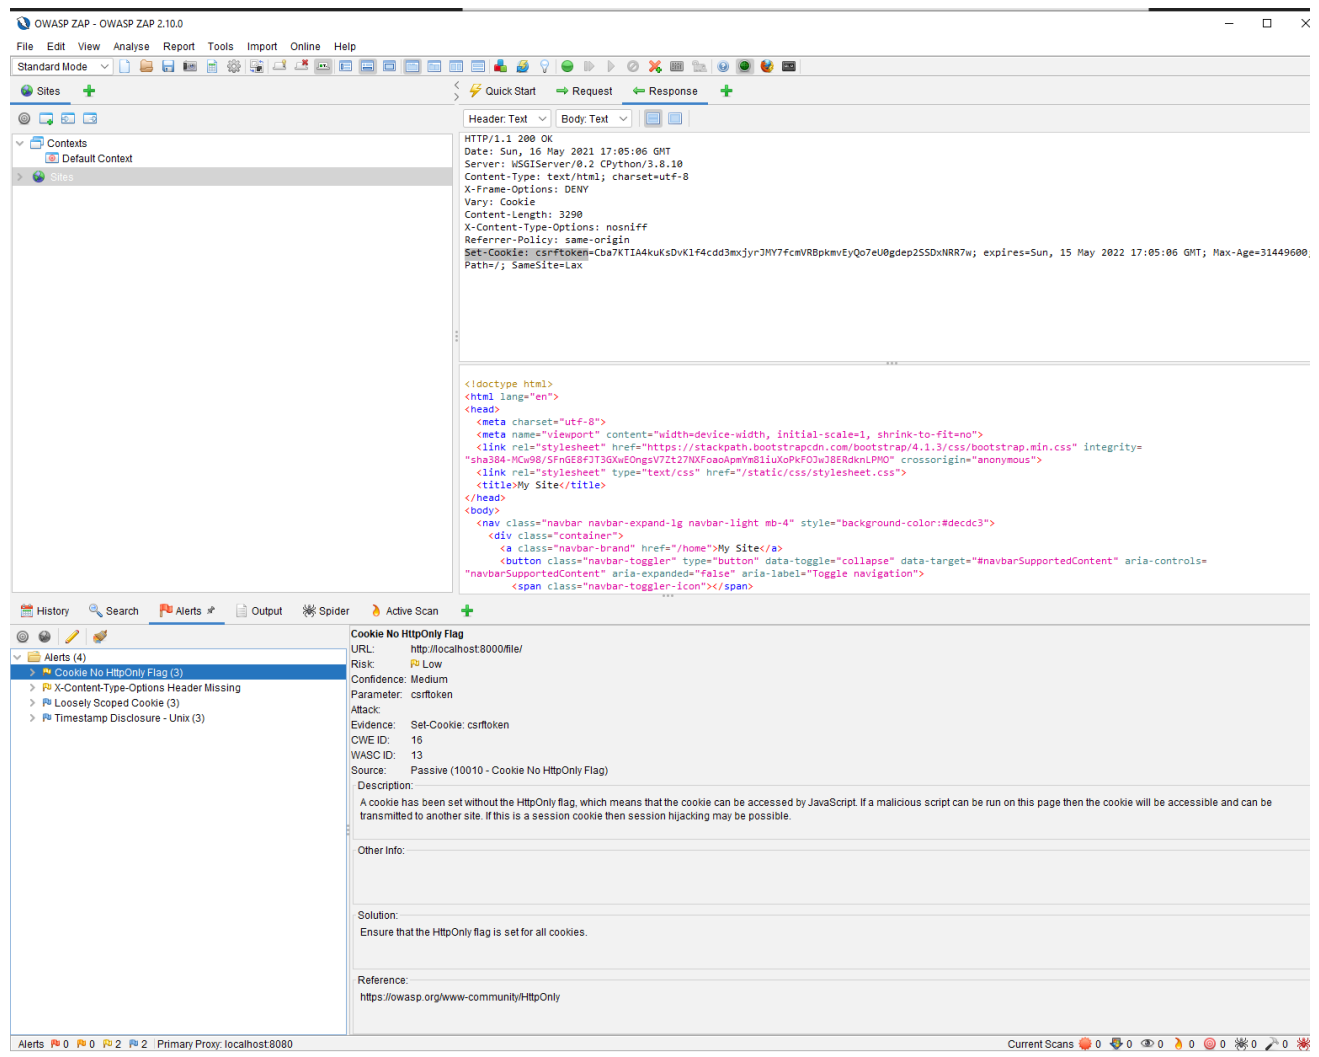 OWASP ZAP - OWASP ZAP 2.10.0
File Edit View Analyse Report Tools Import Online Help
Standard Mode
Sites
Quick Start Request Response
Header: Text Body: Text
Contexts
Default Context
Sites
HTTP/1.1 200 OK
Date: Sun, 16 May 2021 17:05:06 GMT
Server: WSGIServer/0.2 CPython/3.8.10
Content-Type: text/html; charset=utf-8
X-Frame-Options: DENY
Vary: Cookie
Content-Length: 3290
X-Content-Type-Options: nosniff
Referrer-Policy: same-origin
Set-Cookie: csrftoken=Cba7KTIA4kuKsDvKlf4cdd3mxjyrJMY7fcmVRBpkmvEyQo7eU0gdep2SSDxNRR7w; expires=Sun, 15 May 2022 17:05:06 GMT; Max-Age=31449600;
Path=/; SameSite=Lax
<!doctype html>
<html lang="en">
<head>
<meta charset="utf-8">
<meta name="viewport" content="width=device-width, initial-scale=1, shrink-to-fit=no">
<link rel="stylesheet" href="https://stackpath.bootstrapcdn.com/bootstrap/4.1.3/css/bootstrap.min.css" integrity=
"sha384-MCw98/SFnGE8fJT3GXwEOngsV7Zt27NXFoaoApmYm81iuXoPkFOJwJ8ERdknLPMO" crossorigin="anonymous">
<link rel="stylesheet" type="text/css" href="/static/css/stylesheet.css">
<title>My Site</title>
</head>
<body>
<nav class="navbar navbar-expand-lg navbar-light mb-4" style="background-color:#decdc3">
<div class="container">
<a class="navbar-brand" href="/home">My Site</a>
<button class="navbar-toggler" type="button" data-toggle="collapse" data-target="#navbarSupportedContent" aria-controls=
"navbarSupportedContent" aria-expanded="false" aria-label="Toggle navigation">
<span class="navbar-toggler-icon"></span>
History Search Alerts Output Spider Active Scan
Alerts (4)
Cookie No HttpOnly Flag (3)
X-Content-Type-Options Header Missing
Loosely Scoped Cookie (3)
Timestamp Disclosure - Unix (3)
Cookie No HttpOnly Flag
URL: http://localhost:8000/file/
Risk: Low
Confidence: Medium
Parameter: csrftoken
Attack:
Evidence: Set-Cookie: csrftoken
CWE ID: 16
WASC ID: 13
Source: Passive (10010 - Cookie No HttpOnly Flag)
Description:
A cookie has been set without the HttpOnly flag, which means that the cookie can be accessed by JavaScript. If a malicious script can be run on this page then the cookie will be accessible and can be
transmitted to another site. If this is a session cookie then session hijacking may be possible.
Other Info:
Solution:
Ensure that the HttpOnly flag is set for all cookies.
Reference:
https://owasp.org/www-community/HttpOnly
Alerts 0 0 2 2 Primary Proxy: localhost:8080
Current Scans 0 0 0 0 0 0 0